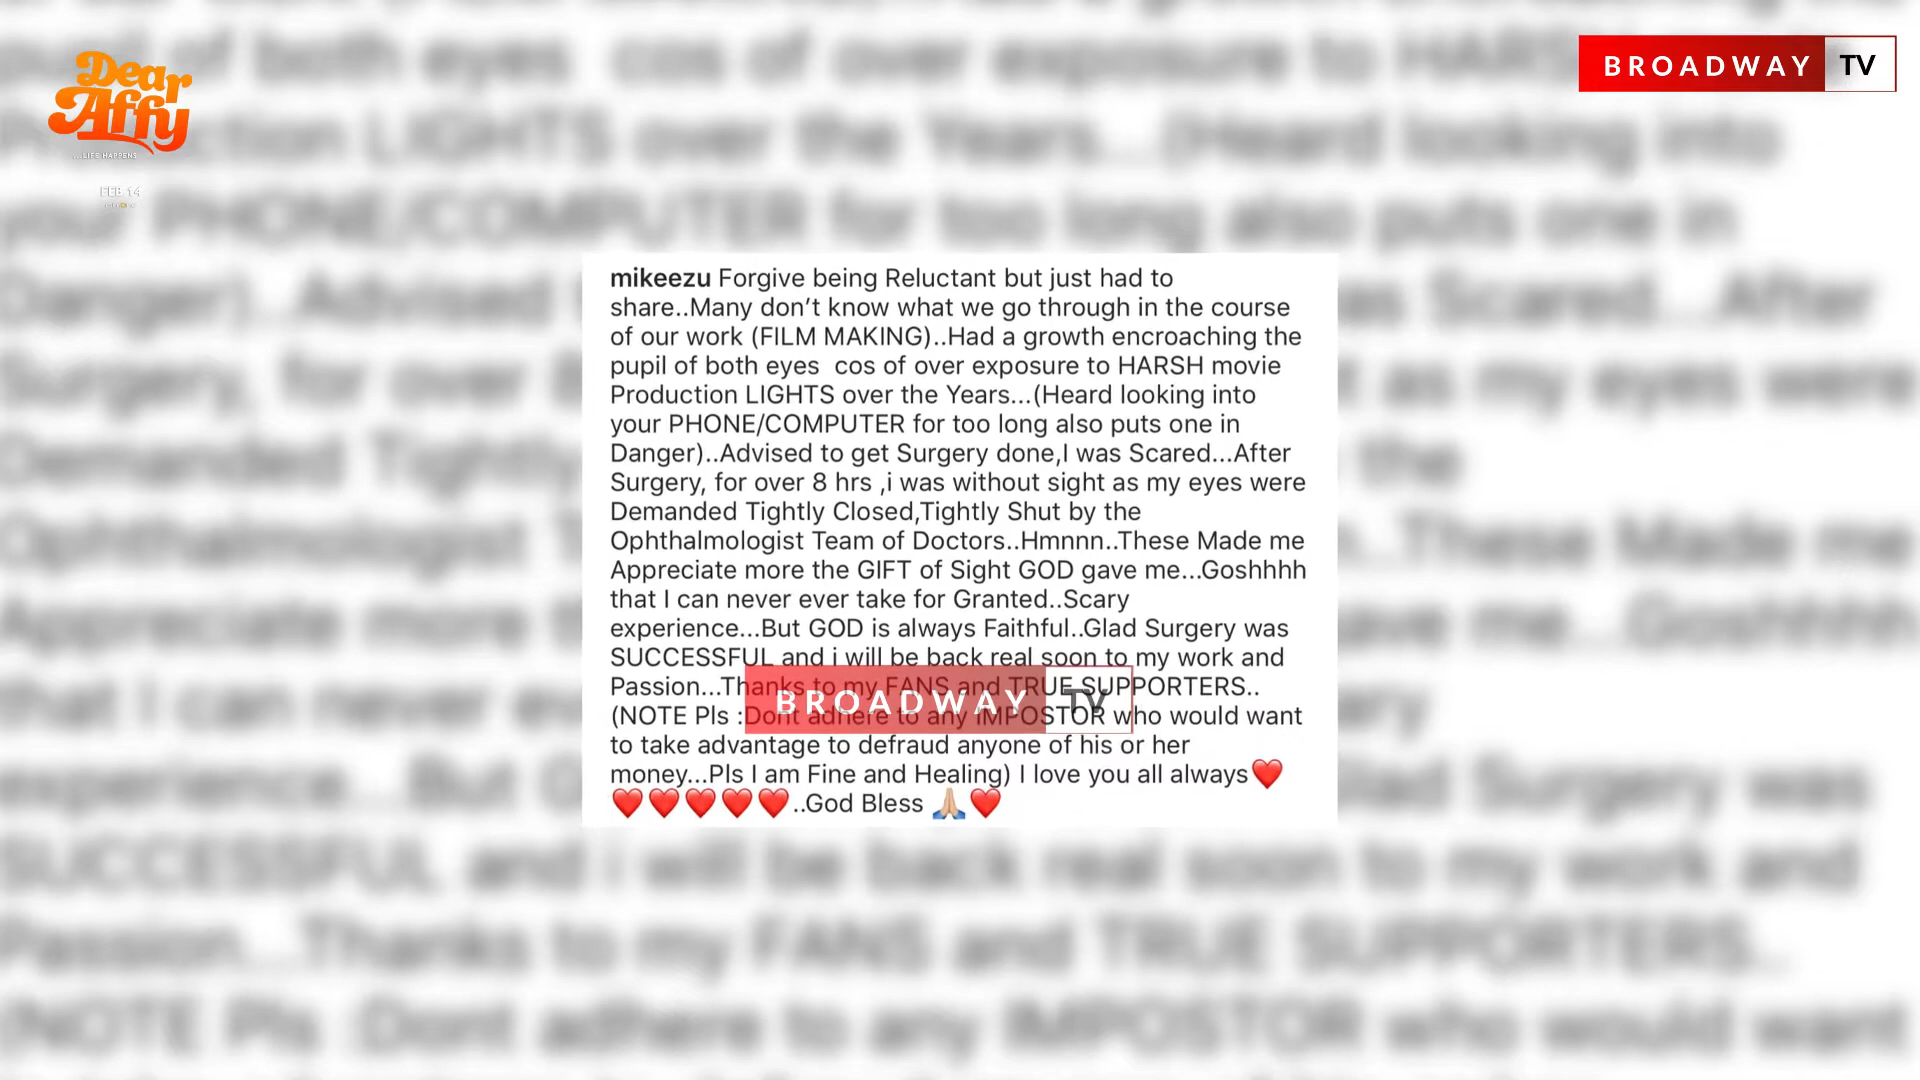 Dear
Affy
...LIFE HAPPENS
FEB 14
BROADWAY TV
mikeezu Forgive being Reluctant but just had to
share..Many don’t know what we go through in the course
of our work (FILM MAKING)..Had a growth encroaching the
pupil of both eyes  cos of over exposure to HARSH movie
Production LIGHTS over the Years...(Heard looking into
your PHONE/COMPUTER for too long also puts one in
Danger)..Advised to get Surgery done,I was Scared...After
Surgery, for over 8 hrs ,i was without sight as my eyes were
Demanded Tightly Closed,Tightly Shut by the
Ophthalmologist Team of Doctors..Hmnnn..These Made me
Appreciate more the GIFT of Sight GOD gave me...Goshhhh
that I can never ever take for Granted..Scary
experience...But GOD is always Faithful..Glad Surgery was
SUCCESSFUL and i will be back real soon to my work and
Passion...Thanks to my FANS and TRUE SUPPORTERS..
(NOTE Pls :Dont adhere to any IMPOSTOR who would want
BROADWAY TV
to take advantage to defraud anyone of his or her
money...Pls I am Fine and Healing) I love you all always❤️
❤️❤️❤️❤️❤️..God Bless 🙏🏼❤️